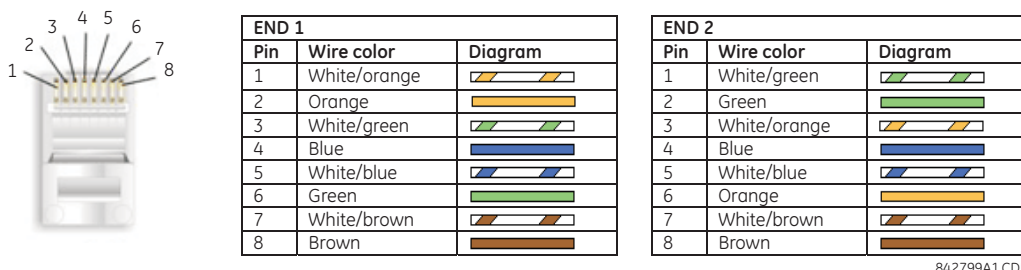 1 2 3 4 5 6 7 8
END 1
Pin Wire color Diagram
1 White/orange
2 Orange
3 White/green
4 Blue
5 White/blue
6 Green
7 White/brown
8 Brown
END 2
Pin Wire color Diagram
1 White/green
2 Green
3 White/orange
4 Blue
5 White/blue
6 Orange
7 White/brown
8 Brown
842799A1.CD